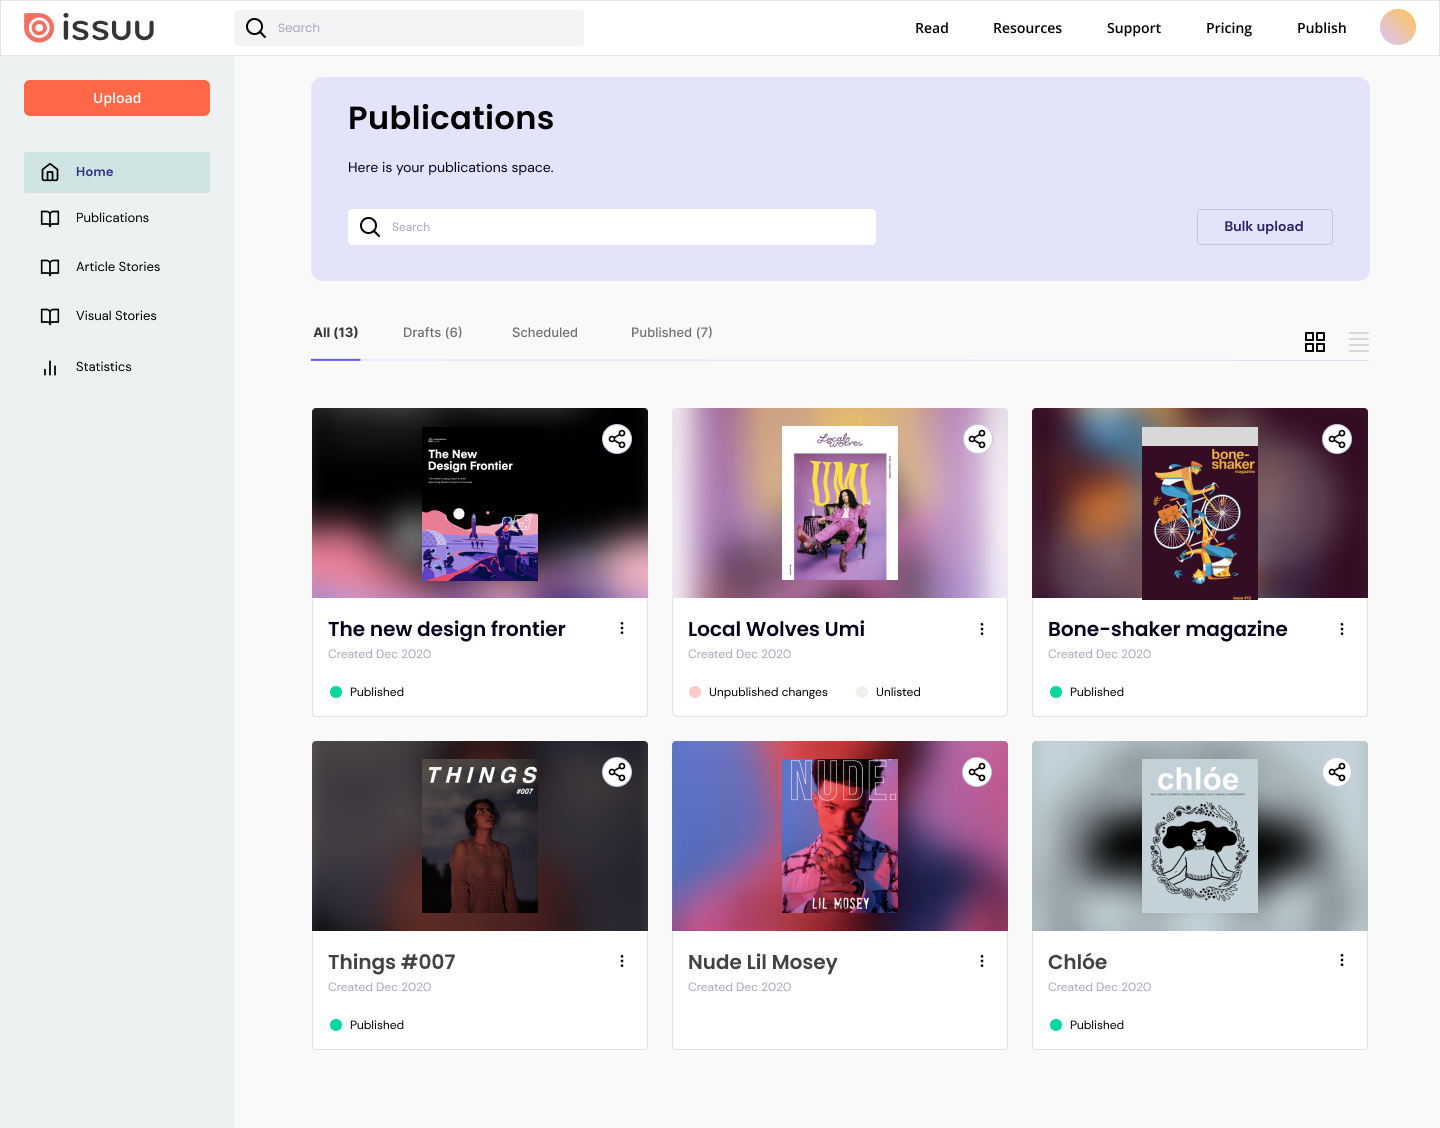 issuu
Search
Read
Resources
Support
Pricing
Publish
Upload
Home
Publications
Article Stories
Visual Stories
Statistics
Publications
Here is your publications space.
Search
Bulk upload
All (13)
Drafts (6)
Scheduled
Published (7)
The New
Design Frontier
Local
Wolves
UMI
bone-
shaker
magazine
The new design frontier
Created Dec 2020
Published
Local Wolves Umi
Created Dec 2020
Unpublished changes
Unlisted
Bone-shaker magazine
Created Dec 2020
Published
THINGS
#007
NUDE.
LIL MOSEY
chlóe
Things #007
Created Dec 2020
Published
Nude Lil Mosey
Created Dec 2020
Chlóe
Created Dec 2020
Published